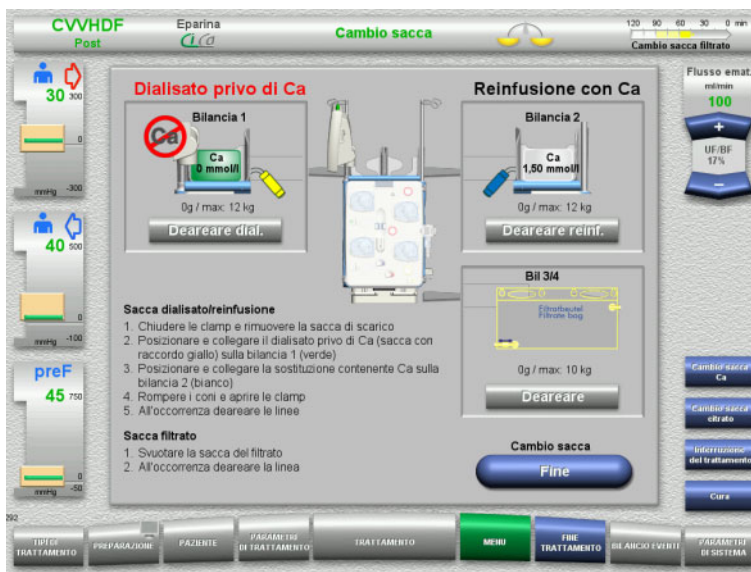 CVVHDF
Post
Eparina
CiCa
Cambio sacca
120 90 60 30 0 min
Cambio sacca filtrato
30
300
0
mmHg
-300
40
500
0
mmHg
-100
preF
45
750
0
mmHg
-50
Dialisato privo di Ca
Bilancia 1
Ca
Ca
0 mmol/l
0g / max: 12 kg
Deareare dial.
Reinfusione con Ca
Bilancia 2
Ca
1,50 mmol/l
0g / max: 12 kg
Deareare reinf.
Bil 3/4
Filtratbeutel
Filtrate bag
0g / max: 10 kg
Deareare
Sacca dialisato/reinfusione
1. Chiudere le clamp e rimuovere la sacca di scarico
2. Posizionare e collegare il dialisato privo di Ca (sacca con
raccordo giallo) sulla bilancia 1 (verde)
3. Posizionare e collegare la sostituzione contenente Ca sulla
bilancia 2 (bianco)
4. Rompere i coni e aprire le clamp
5. All'occorrenza deareare le linee
Sacca filtrato
1. Svuotare la sacca del filtrato
2. All'occorrenza deareare la linea
Cambio sacca
Fine
Flusso emat.
ml/min
100
+
UF/BF
17%
−
Cambio sacca
Ca
Cambio sacca
citrato
Interruzione
del trattamento
Cura
292
TIPI DI
TRATTAMENTO
PREPARAZIONE
PAZIENTE
PARAMETRI
DI TRATTAMENTO
TRATTAMENTO
MENU
FINE
TRATTAMENTO
BILANCIO EVENTI
PARAMETRI
DI SISTEMA